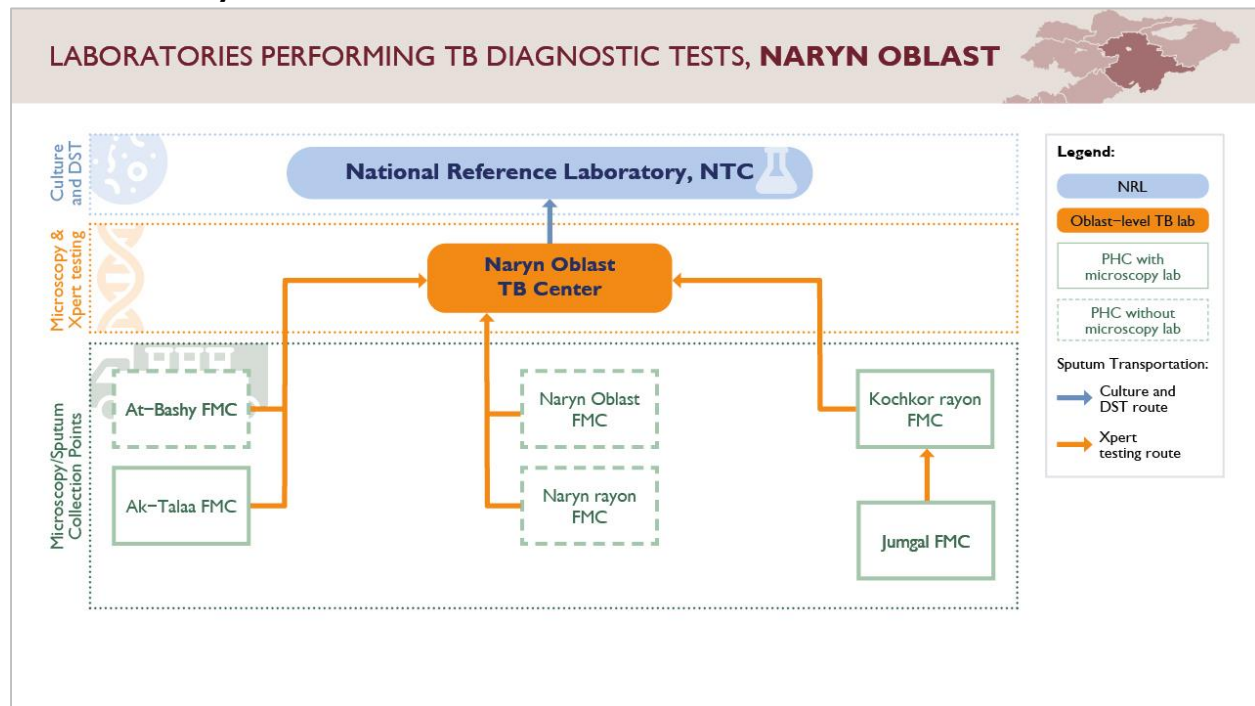 LABORATORIES PERFORMING TB DIAGNOSTIC TESTS, NARYN OBLAST
Culture
and DST
National Reference Laboratory, NTC
Microscopy &
Xpert testing
Naryn Oblast
TB Center
Microscopy/Sputum
Collection Points
At-Bashy FMC
Ak-Talaa FMC
Naryn Oblast
FMC
Naryn rayon
FMC
Kochkor rayon
FMC
Jumgal FMC
Legend:
NRL
Oblast-level TB lab
PHC with
microscopy lab
PHC without
microscopy lab
Sputum Transportation:
Culture and
DST route
Xpert
testing route